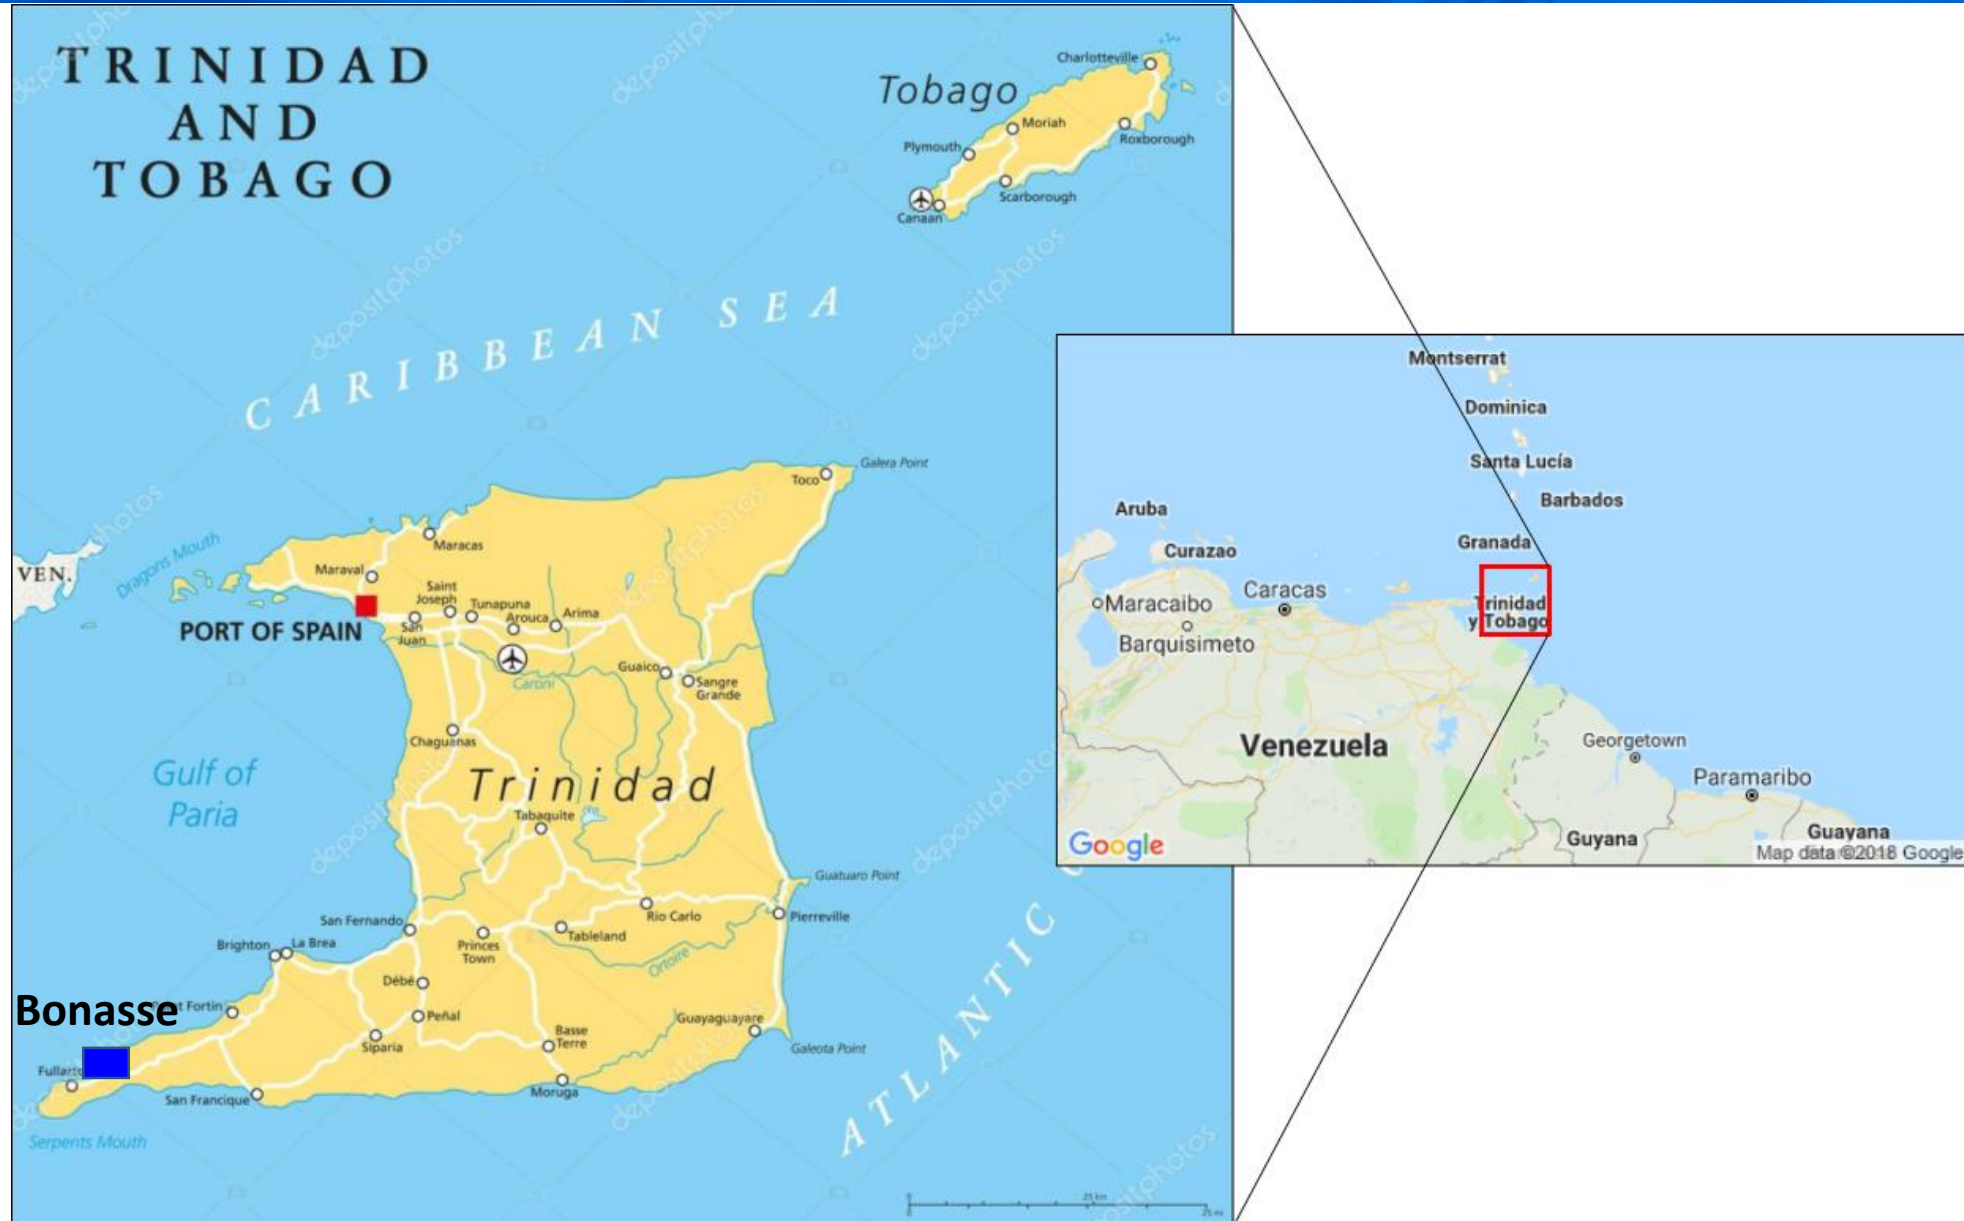 TRINIDAD
AND
TOBAGO
Tobago
Charlotteville
Moriah
Plymouth
Roxborough
Scarborough
Canaan
CARIBBEAN SEA
Galera Point
Toco
Maracas
Dragons Mouth
VEN.
Maraval
Saint
Joseph
Tunapuna
Arouca
Arima
San
Juan
PORT OF SPAIN
Caroni
Guaico
Sangre
Grande
Chaguanas
Gulf of
Paria
Trinidad
Tabaquite
Guatuaro Point
San Fernando
Rio Carlo
Pierreville
Brighton
La Brea
Princes
Town
Tableland
Ortoire
Débé
Bonasse
Fortin
Peñal
Siparia
Basse
Terre
Guayaguayare
Galeota Point
San Francique
Moruga
Serpents Mouth
ATLANTIC
25 km
25 mi
depositphotos
Montserrat
Dominica
Santa Lucía
Barbados
Aruba
Curazao
Granada
Maracaibo
Caracas
Trinidad
y Tobago
Barquisimeto
Venezuela
Georgetown
Paramaribo
Guyana
Guayana
Google
Map data ©2018 Google